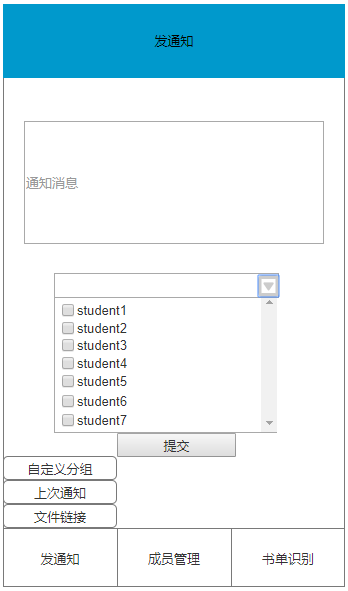 发通知
通知消息
student1
student2
student3
student4
student5
student6
student7
提交
自定义分组
上次通知
文件链接
发通知 成员管理 书单识别